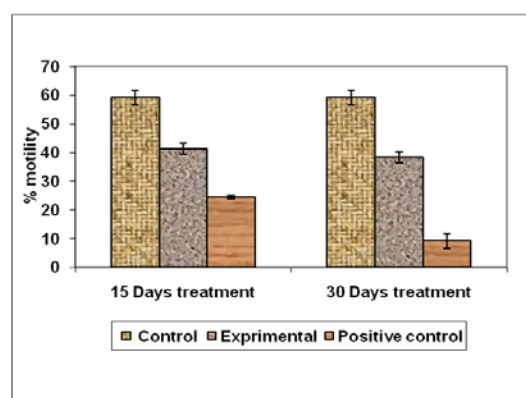 70
60
50
40
30
20
10
0
% motility
15 Days treatment
30 Days treatment
Control
Exprimental
Positive control